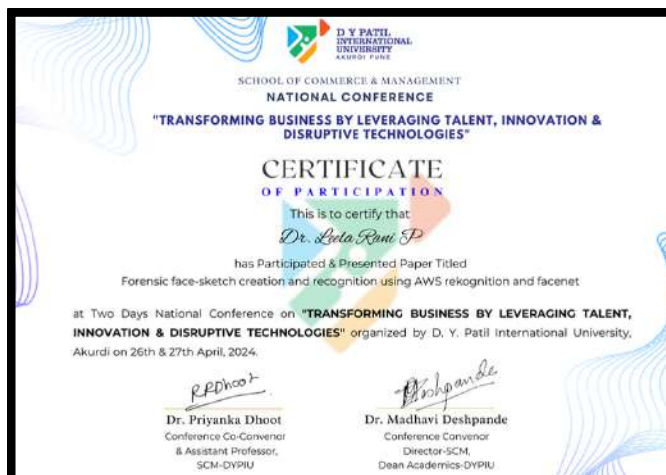 D Y PATIL
INTERNATIONAL
UNIVERSITY
AKURDI PUNE
SCHOOL OF COMMERCE & MANAGEMENT
NATIONAL CONFERENCE
"TRANSFORMING BUSINESS BY LEVERAGING TALENT, INNOVATION &
DISRUPTIVE TECHNOLOGIES"
CERTIFICATE
OF PARTICIPATION
This is to certify that
Dr. Leela Rani P
has Participated & Presented Paper Titled
Forensic face-sketch creation and recognition using AWS rekognition and facenet
at Two Days National Conference on "TRANSFORMING BUSINESS BY LEVERAGING TALENT,
INNOVATION & DISRUPTIVE TECHNOLOGIES" organized by D. Y. Patil International University,
Akurdi on 26th & 27th April, 2024.
RRDhoot
Deshpande
Dr. Priyanka Dhoot
Dr. Madhavi Deshpande
Conference Co-Convenor
Conference Convenor
& Assistant Professor,
Director-SCM,
SCM-DYPIU
Dean Academics-DYPIU